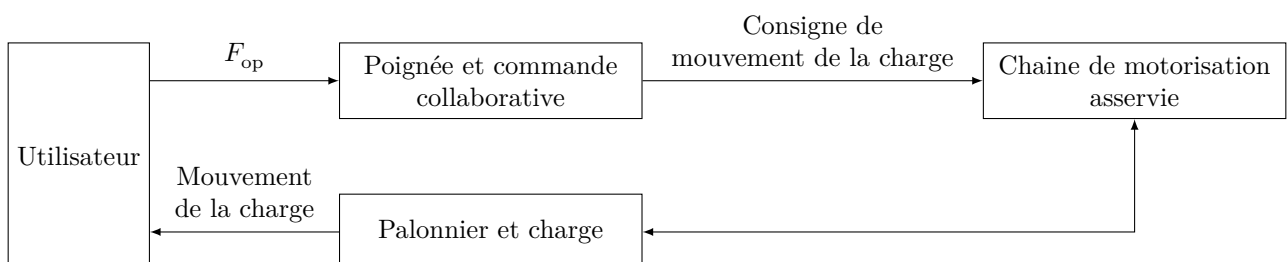 Utilisateur
F_op
Poignée et commande
collaborative
Consigne de
mouvement de la charge
Chaine de motorisation
asservie
Mouvement
de la charge
Palonnier et charge